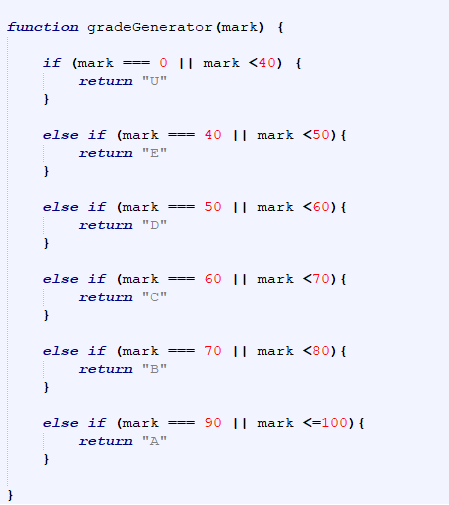 function gradeGenerator(mark) {
if (mark === 0 || mark <40) {
return "U"
}
else if (mark === 40 || mark <50){
return "E"
}
else if (mark === 50 || mark <60){
return "D"
}
else if (mark === 60 || mark <70){
return "C"
}
else if (mark === 70 || mark <80){
return "B"
}
else if (mark === 90 || mark <=100){
return "A"
}
}